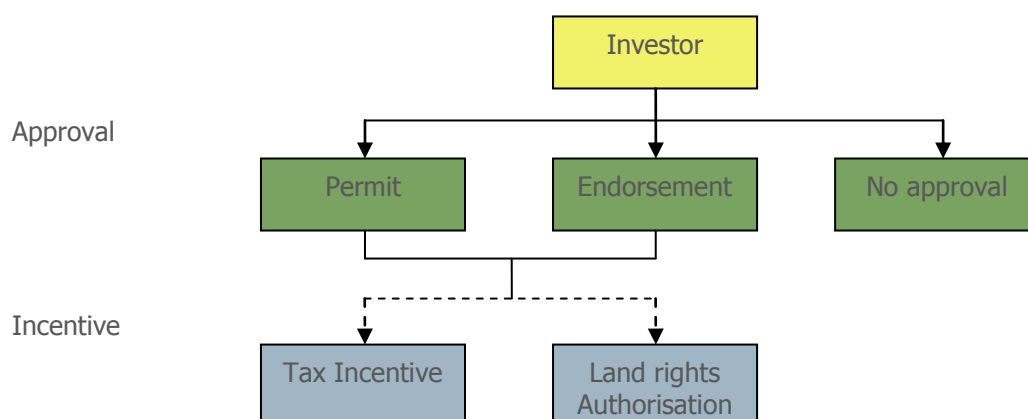 Investor
Approval
Permit
Endorsement
No approval
Incentive
Tax Incentive
Land rights
Authorisation